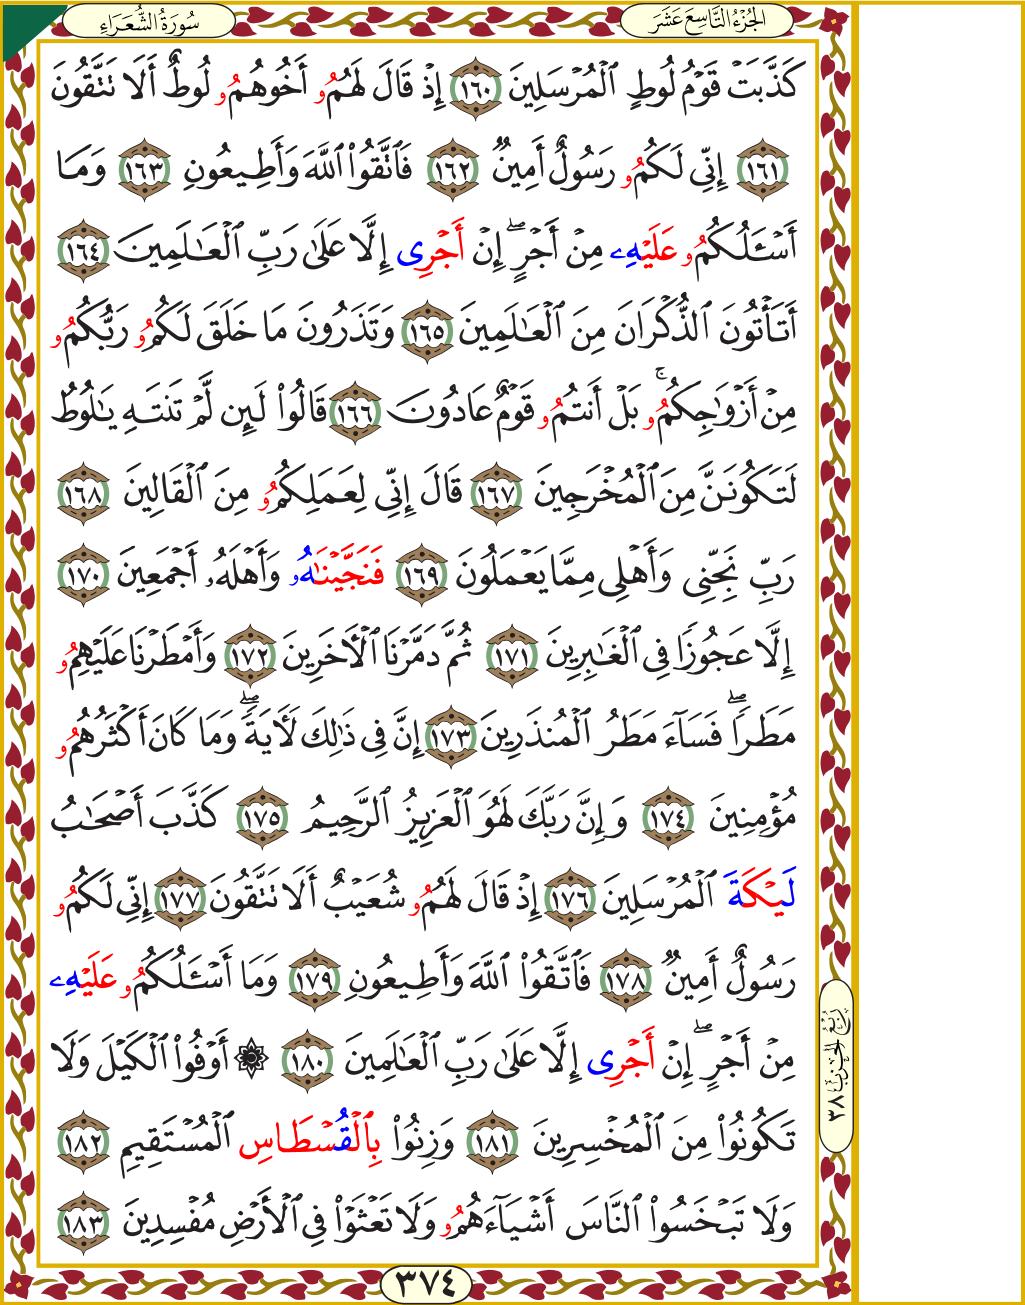 سُورَةُ الشُّعَرَاءِ
الجُزْءُ التَّاسِعَ عَشَرَ
كَذَّبَتْ قَوْمُ لُوطٍ ٱلْمُرْسَلِينَ ١٦٠ إِذْ قَالَ لَهُمُۥ أَخُوهُمُۥ لُوطٌ أَلَا تَتَّقُونَ
١٦١ إِنِّي لَكُمُۥ رَسُولٌ أَمِينٌ ١٦٢ فَٱتَّقُواْ ٱللَّهَ وَأَطِيعُونِ ١٦٣ وَمَا
أَسْـَٔلُكُمُۥ عَلَيْهِۦ مِنْ أَجْرٍۖ إِنْ أَجْرِى إِلَّا عَلَىٰ رَبِّ ٱلْعَـٰلَمِينَ ١٦٤
أَتَأْتُونَ ٱلذُّكْرَانَ مِنَ ٱلْعَـٰلَمِينَ ١٦٥ وَتَذَرُونَ مَا خَلَقَ لَكُمُۥ رَبُّكُمُۥ
مِنْ أَزْوَٰجِكُمُۥۚ بَلْ أَنتُمُۥ قَوْمٌ عَادُونَ ١٦٦ قَالُواْ لَئِن لَّمْ تَنتَهِ يَـٰلُوطُ
لَتَكُونَنَّ مِنَ ٱلْمُخْرَجِينَ ١٦٧ قَالَ إِنِّي لِعَمَلِكُمُۥ مِنَ ٱلْقَالِينَ ١٦٨
رَبِّ نَجِّنِي وَأَهْلِي مِمَّا يَعْمَلُونَ ١٦٩ فَنَجَّيْنَـٰهُۥ وَأَهْلَهُۥ أَجْمَعِينَ ١٧٠
إِلَّا عَجُوزًا فِي ٱلْغَـٰبِرِينَ ١٧١ ثُمَّ دَمَّرْنَا ٱلْأَخَرِينَ ١٧٢ وَأَمْطَرْنَا عَلَيْهِمُۥ
مَطَرًاۖ فَسَآءَ مَطَرُ ٱلْمُنذَرِينَ ١٧٣ إِنَّ فِي ذَٰلِكَ لَأَيَةًۖ وَمَا كَانَ أَكْثَرُهُمُۥ
مُؤْمِنِينَ ١٧٤ وَإِنَّ رَبَّكَ لَهُوَ ٱلْعَزِيزُ ٱلرَّحِيمُ ١٧٥ كَذَّبَ أَصْحَـٰبُ
لَيْكَةَ ٱلْمُرْسَلِينَ ١٧٦ إِذْ قَالَ لَهُمُۥ شُعَيْبٌ أَلَا تَتَّقُونَ ١٧٧ إِنِّي لَكُمُۥ
رَسُولٌ أَمِينٌ ١٧٨ فَٱتَّقُواْ ٱللَّهَ وَأَطِيعُونِ ١٧٩ وَمَا أَسْـَٔلُكُمُۥ عَلَيْهِۦ
مِنْ أَجْرٍۖ إِنْ أَجْرِى إِلَّا عَلَىٰ رَبِّ ٱلْعَـٰلَمِينَ ١٨٠ ۞ أَوْفُواْ ٱلْكَيْلَ وَلَا
تَكُونُواْ مِنَ ٱلْمُخْسِرِينَ ١٨١ وَزِنُواْ بِٱلْقُسْطَاسِ ٱلْمُسْتَقِيمِ ١٨٢
وَلَا تَبْخَسُواْ ٱلنَّاسَ أَشْيَآءَهُمُۥ وَلَا تَعْثَوْاْ فِي ٱلْأَرْضِ مُفْسِدِينَ ١٨٣
رُبُعُ الحِزْبِ ٣٨
٣٧٤